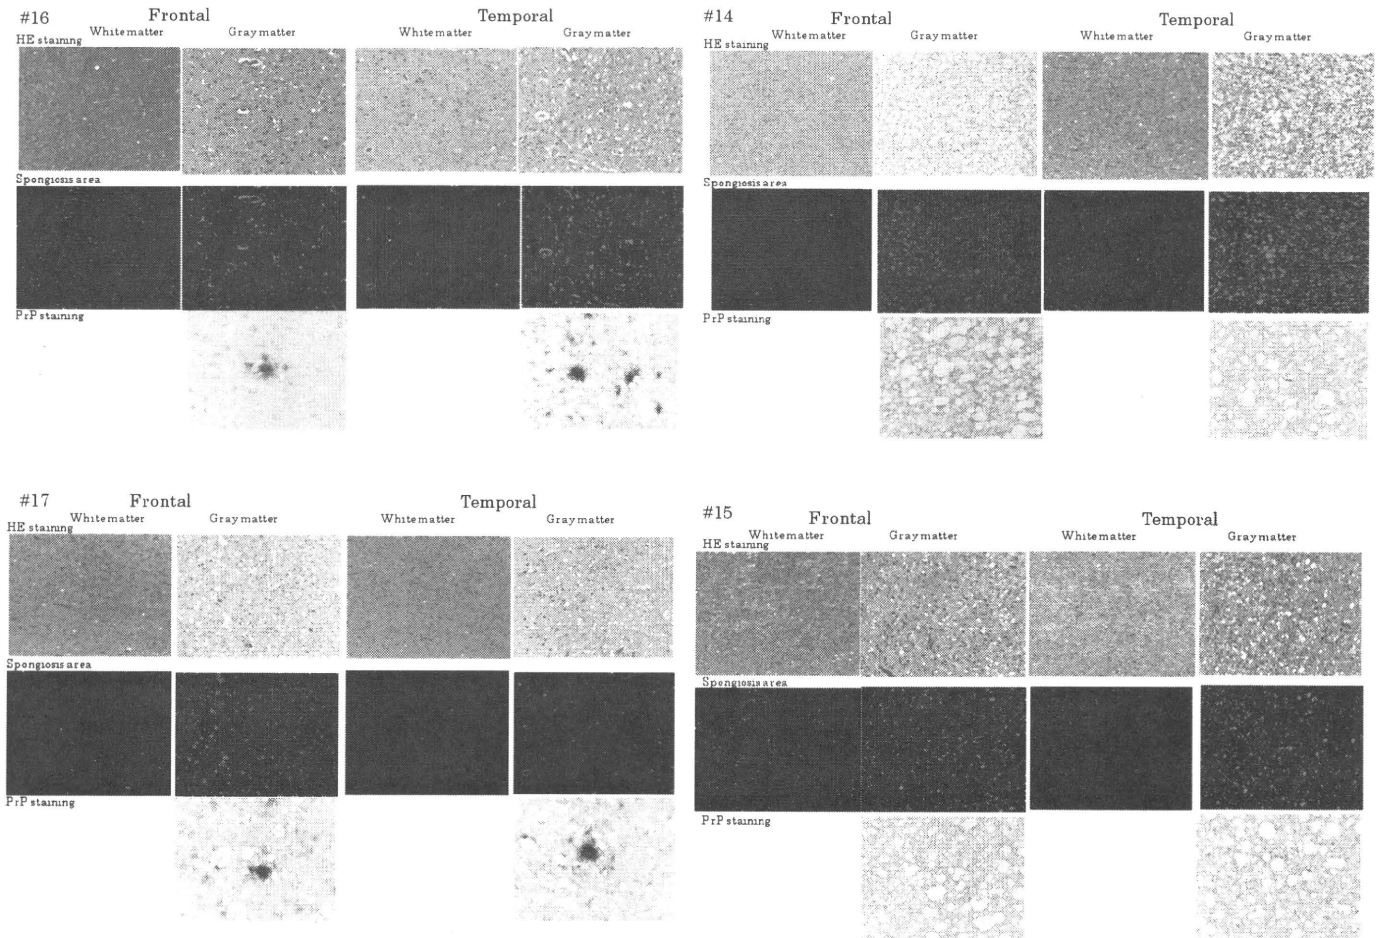 #16 Frontal Temporal
White matter Gray matter White matter Gray matter
HE staining
Spongiosis area
PrP staining
#14 Frontal Temporal
White matter Gray matter White matter Gray matter
HE staining
Spongiosis area
PrP staining
#17 Frontal Temporal
White matter Gray matter White matter Gray matter
HE staining
Spongiosis area
PrP staining
#15 Frontal Temporal
White matter Gray matter White matter Gray matter
HE staining
Spongiosis area
PrP staining